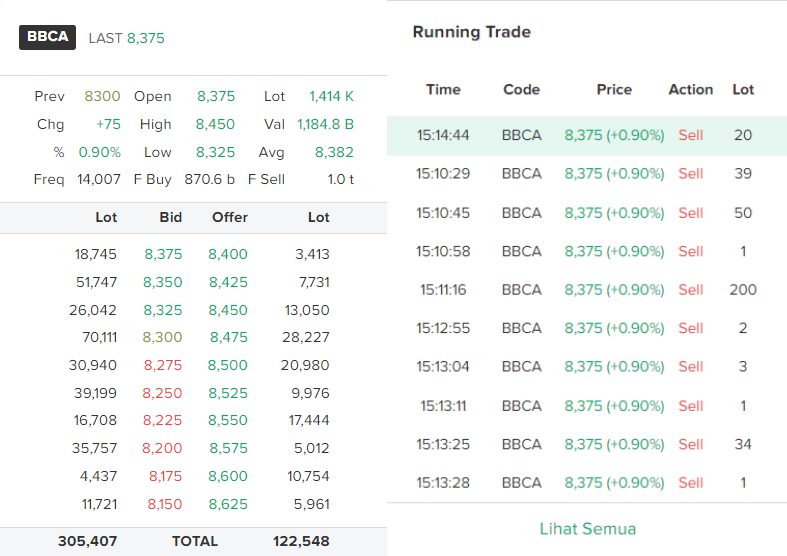 BBCA LAST 8,375
Prev 8300 Open 8,375 Lot 1,414 K
Chg +75 High 8,450 Val 1,184.8 B
% 0.90% Low 8,325 Avg 8,382
Freq 14,007 F Buy 870.6 b F Sell 1.0 t
Lot Bid Offer Lot
18,745 8,375 8,400 3,413
51,747 8,350 8,425 7,731
26,042 8,325 8,450 13,050
70,111 8,300 8,475 28,227
30,940 8,275 8,500 20,980
39,199 8,250 8,525 9,976
16,708 8,225 8,550 17,444
35,757 8,200 8,575 5,012
4,437 8,175 8,600 10,754
11,721 8,150 8,625 5,961
305,407 TOTAL 122,548
Running Trade
Time Code Price Action Lot
15:14:44 BBCA 8,375 (+0.90%) Sell 20
15:10:29 BBCA 8,375 (+0.90%) Sell 39
15:10:45 BBCA 8,375 (+0.90%) Sell 50
15:10:58 BBCA 8,375 (+0.90%) Sell 1
15:11:16 BBCA 8,375 (+0.90%) Sell 200
15:12:55 BBCA 8,375 (+0.90%) Sell 2
15:13:04 BBCA 8,375 (+0.90%) Sell 3
15:13:11 BBCA 8,375 (+0.90%) Sell 1
15:13:25 BBCA 8,375 (+0.90%) Sell 34
15:13:28 BBCA 8,375 (+0.90%) Sell 1
Lihat Semua